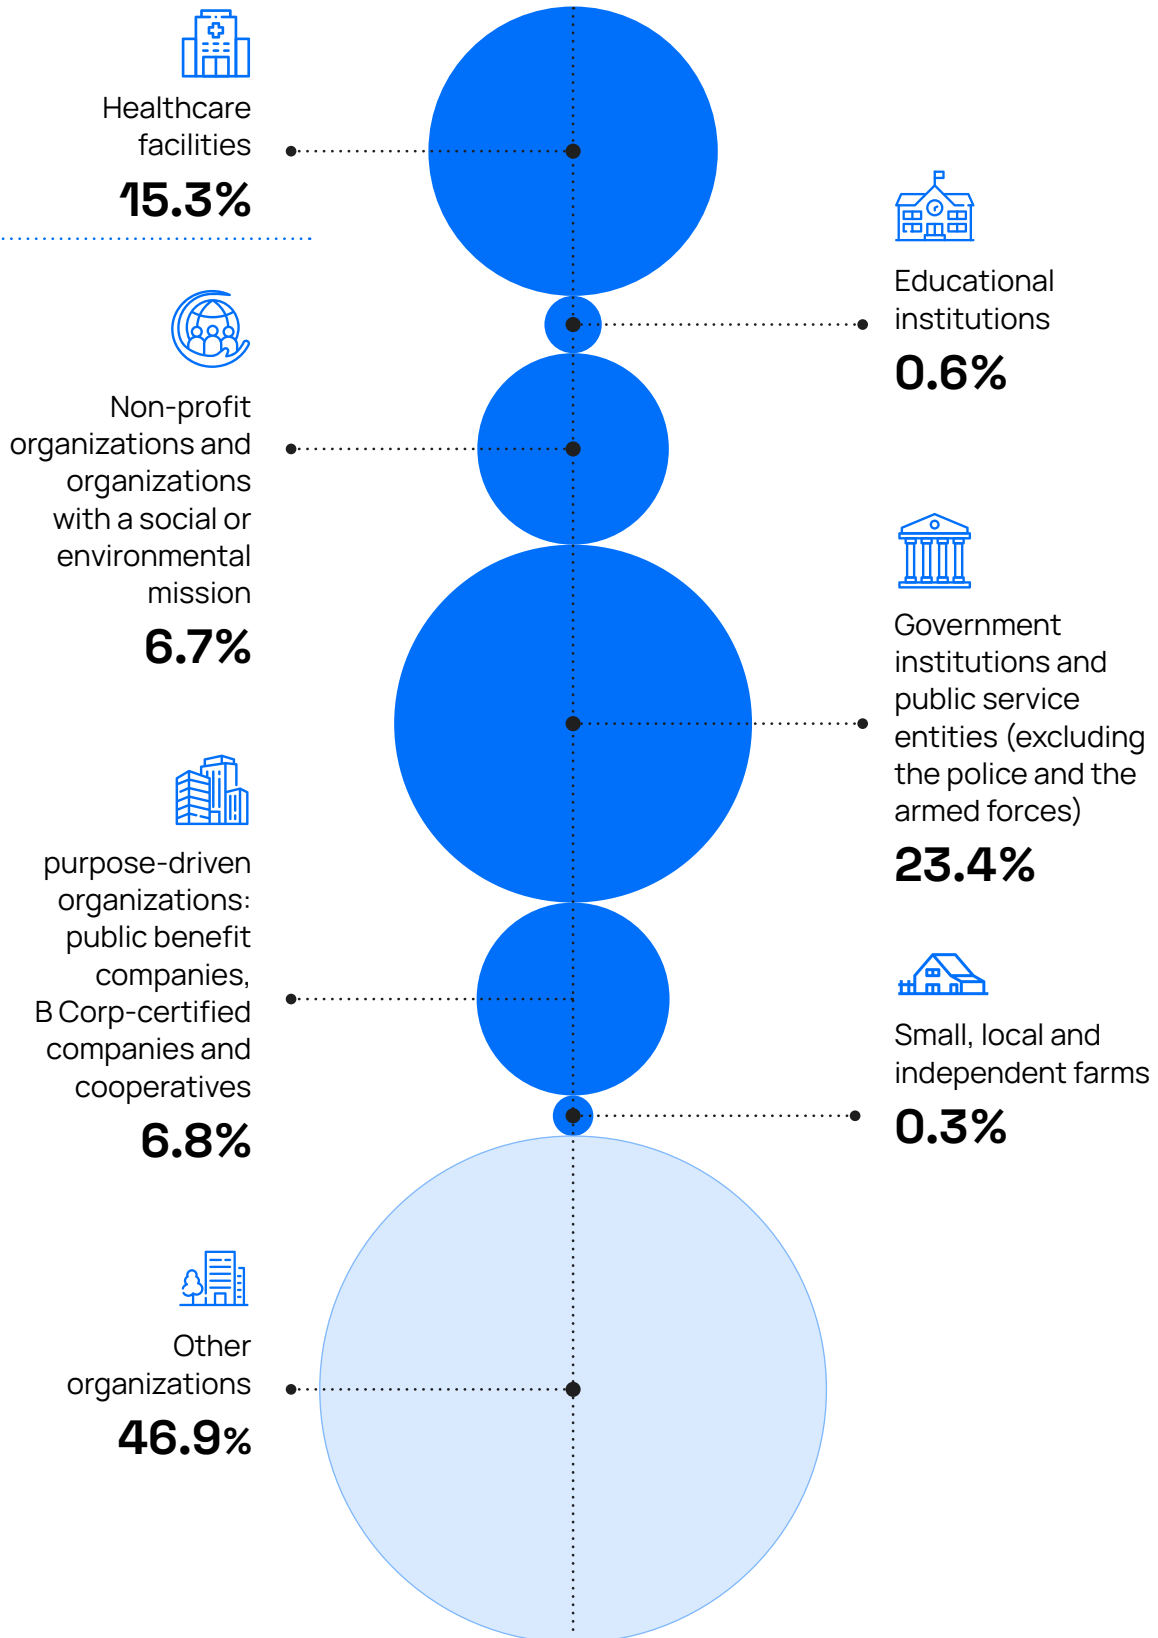 Healthcare
facilities
15.3%
Educational
institutions
0.6%
Non-profit
organizations and
organizations
with a social or
environmental
mission
6.7%
Government
institutions and
public service
entities (excluding
the police and the
armed forces)
23.4%
purpose-driven
organizations:
public benefit
companies,
B Corp-certified
companies and
cooperatives
6.8%
Small, local and
independent farms
0.3%
Other
organizations
46.9%